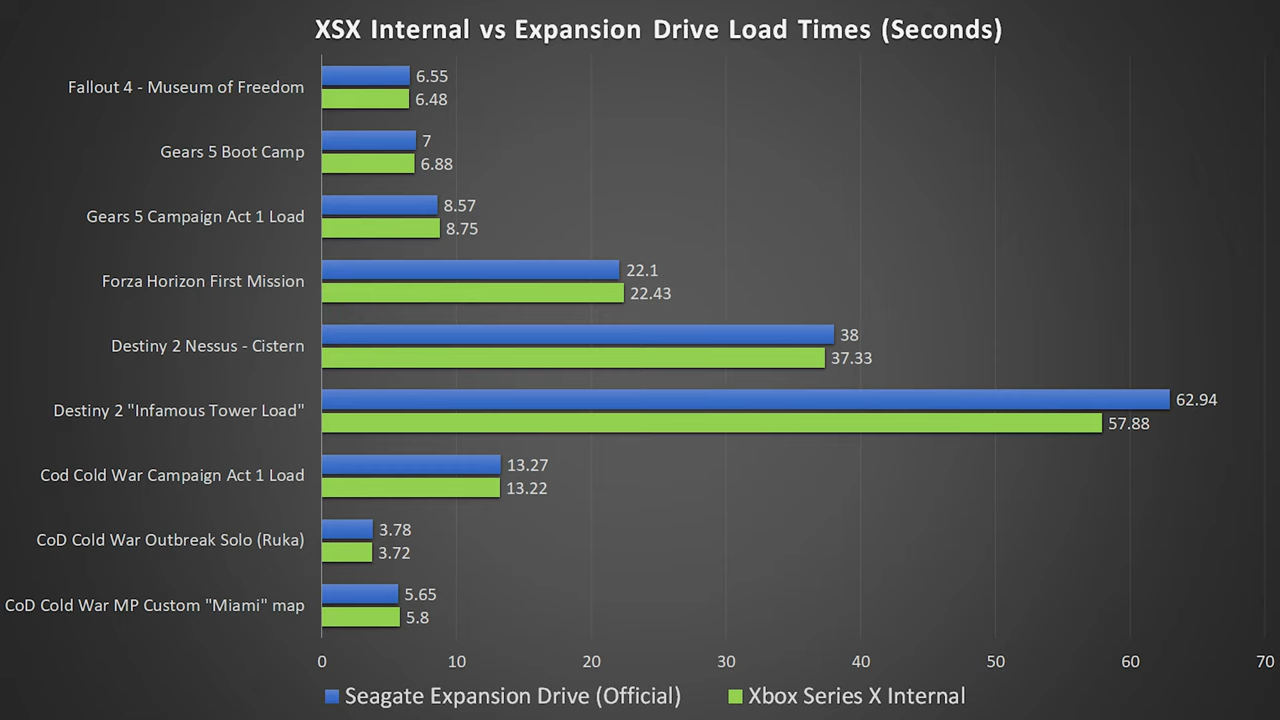 XSX Internal vs Expansion Drive Load Times (Seconds)
Fallout 4 - Museum of Freedom
6.55
6.48
Gears 5 Boot Camp
7
6.88
Gears 5 Campaign Act 1 Load
8.57
8.75
Forza Horizon First Mission
22.1
22.43
Destiny 2 Nessus - Cistern
38
37.33
Destiny 2 "Infamous Tower Load"
62.94
57.88
Cod Cold War Campaign Act 1 Load
13.27
13.22
CoD Cold War Outbreak Solo (Ruka)
3.78
3.72
CoD Cold War MP Custom "Miami" map
5.65
5.8
0 10 20 30 40 50 60 70
Seagate Expansion Drive (Official) Xbox Series X Internal